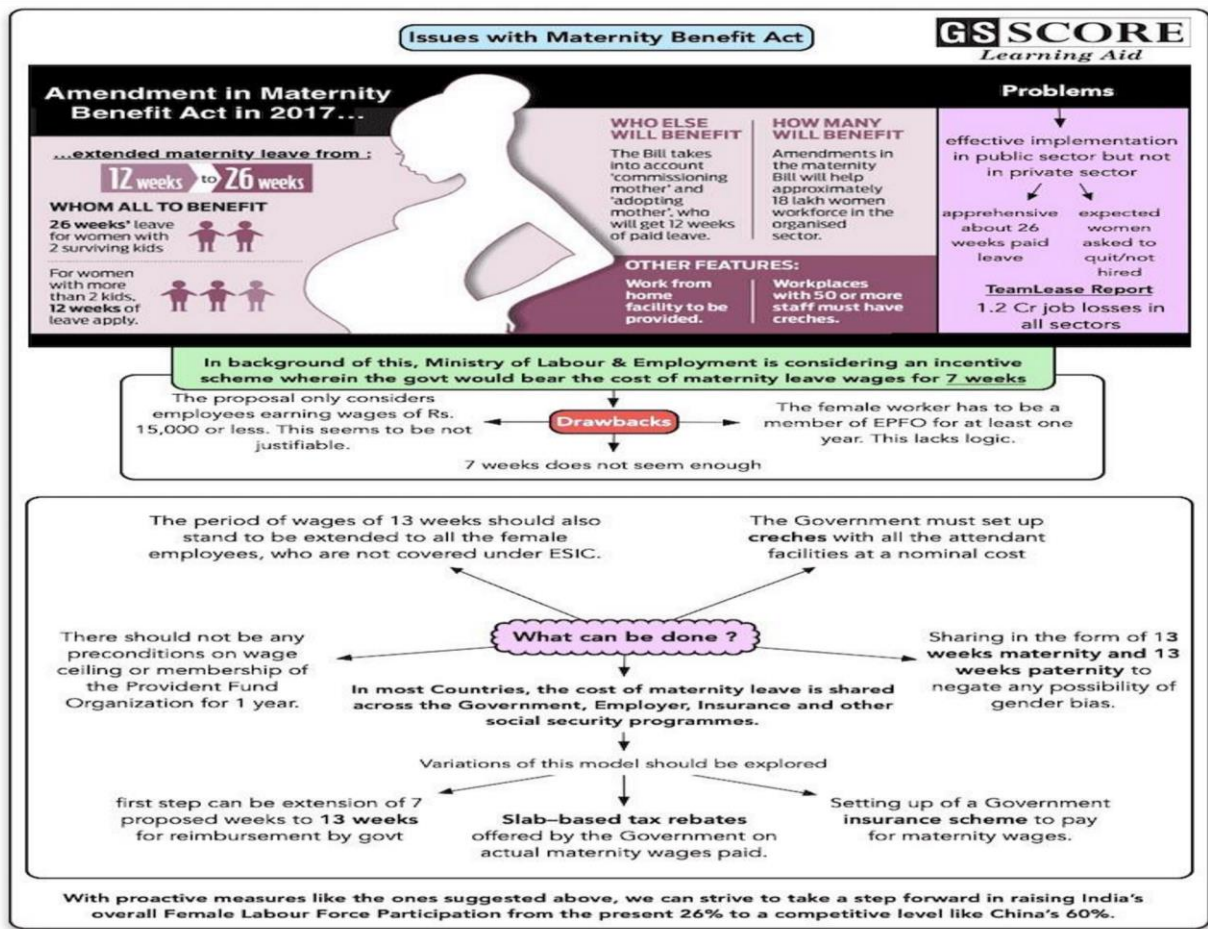 Issues with Maternity Benefit Act
GS SCORE
Learning Aid
Amendment in Maternity
Benefit Act in 2017...
...extended maternity leave from :
12 weeks to 26 weeks
WHOM ALL TO BENEFIT
26 weeks' leave
for women with
2 surviving kids
For women
with more
than 2 kids,
12 weeks of
leave apply.
WHO ELSE
WILL BENEFIT
The Bill takes
into account
'commissioning
mother' and
'adopting
mother', who
will get 12 weeks
of paid leave.
HOW MANY
WILL BENEFIT
Amendments in
the maternity
Bill will help
approximately
18 lakh women
workforce in the
organised
sector.
OTHER FEATURES:
Work from
home
facility to be
provided.
Workplaces
with 50 or more
staff must have
creches.
Problems
effective implementation
in public sector but not
in private sector
apprehensive
about 26
weeks paid
leave
expected
women
asked to
quit/not
hired
TeamLease Report
1.2 Cr job losses in
all sectors
In background of this, Ministry of Labour & Employment is considering an incentive
scheme wherein the govt would bear the cost of maternity leave wages for 7 weeks
The proposal only considers
employees earning wages of Rs.
15,000 or less. This seems to be not
justifiable.
Drawbacks
The female worker has to be a
member of EPFO for at least one
year. This lacks logic.
7 weeks does not seem enough
The period of wages of 13 weeks should also
stand to be extended to all the female
employees, who are not covered under ESIC.
The Government must set up
creches with all the attendant
facilities at a nominal cost
What can be done ?
There should not be any
preconditions on wage
ceiling or membership of
the Provident Fund
Organization for 1 year.
Sharing in the form of 13
weeks maternity and 13
weeks paternity to
negate any possibility of
gender bias.
In most Countries, the cost of maternity leave is shared
across the Government, Employer, Insurance and other
social security programmes.
Variations of this model should be explored
first step can be extension of 7
proposed weeks to 13 weeks
for reimbursement by govt
Slab-based tax rebates
offered by the Government on
actual maternity wages paid.
Setting up of a Government
insurance scheme to pay
for maternity wages.
With proactive measures like the ones suggested above, we can strive to take a step forward in raising India's
overall Female Labour Force Participation from the present 26% to a competitive level like China's 60%.